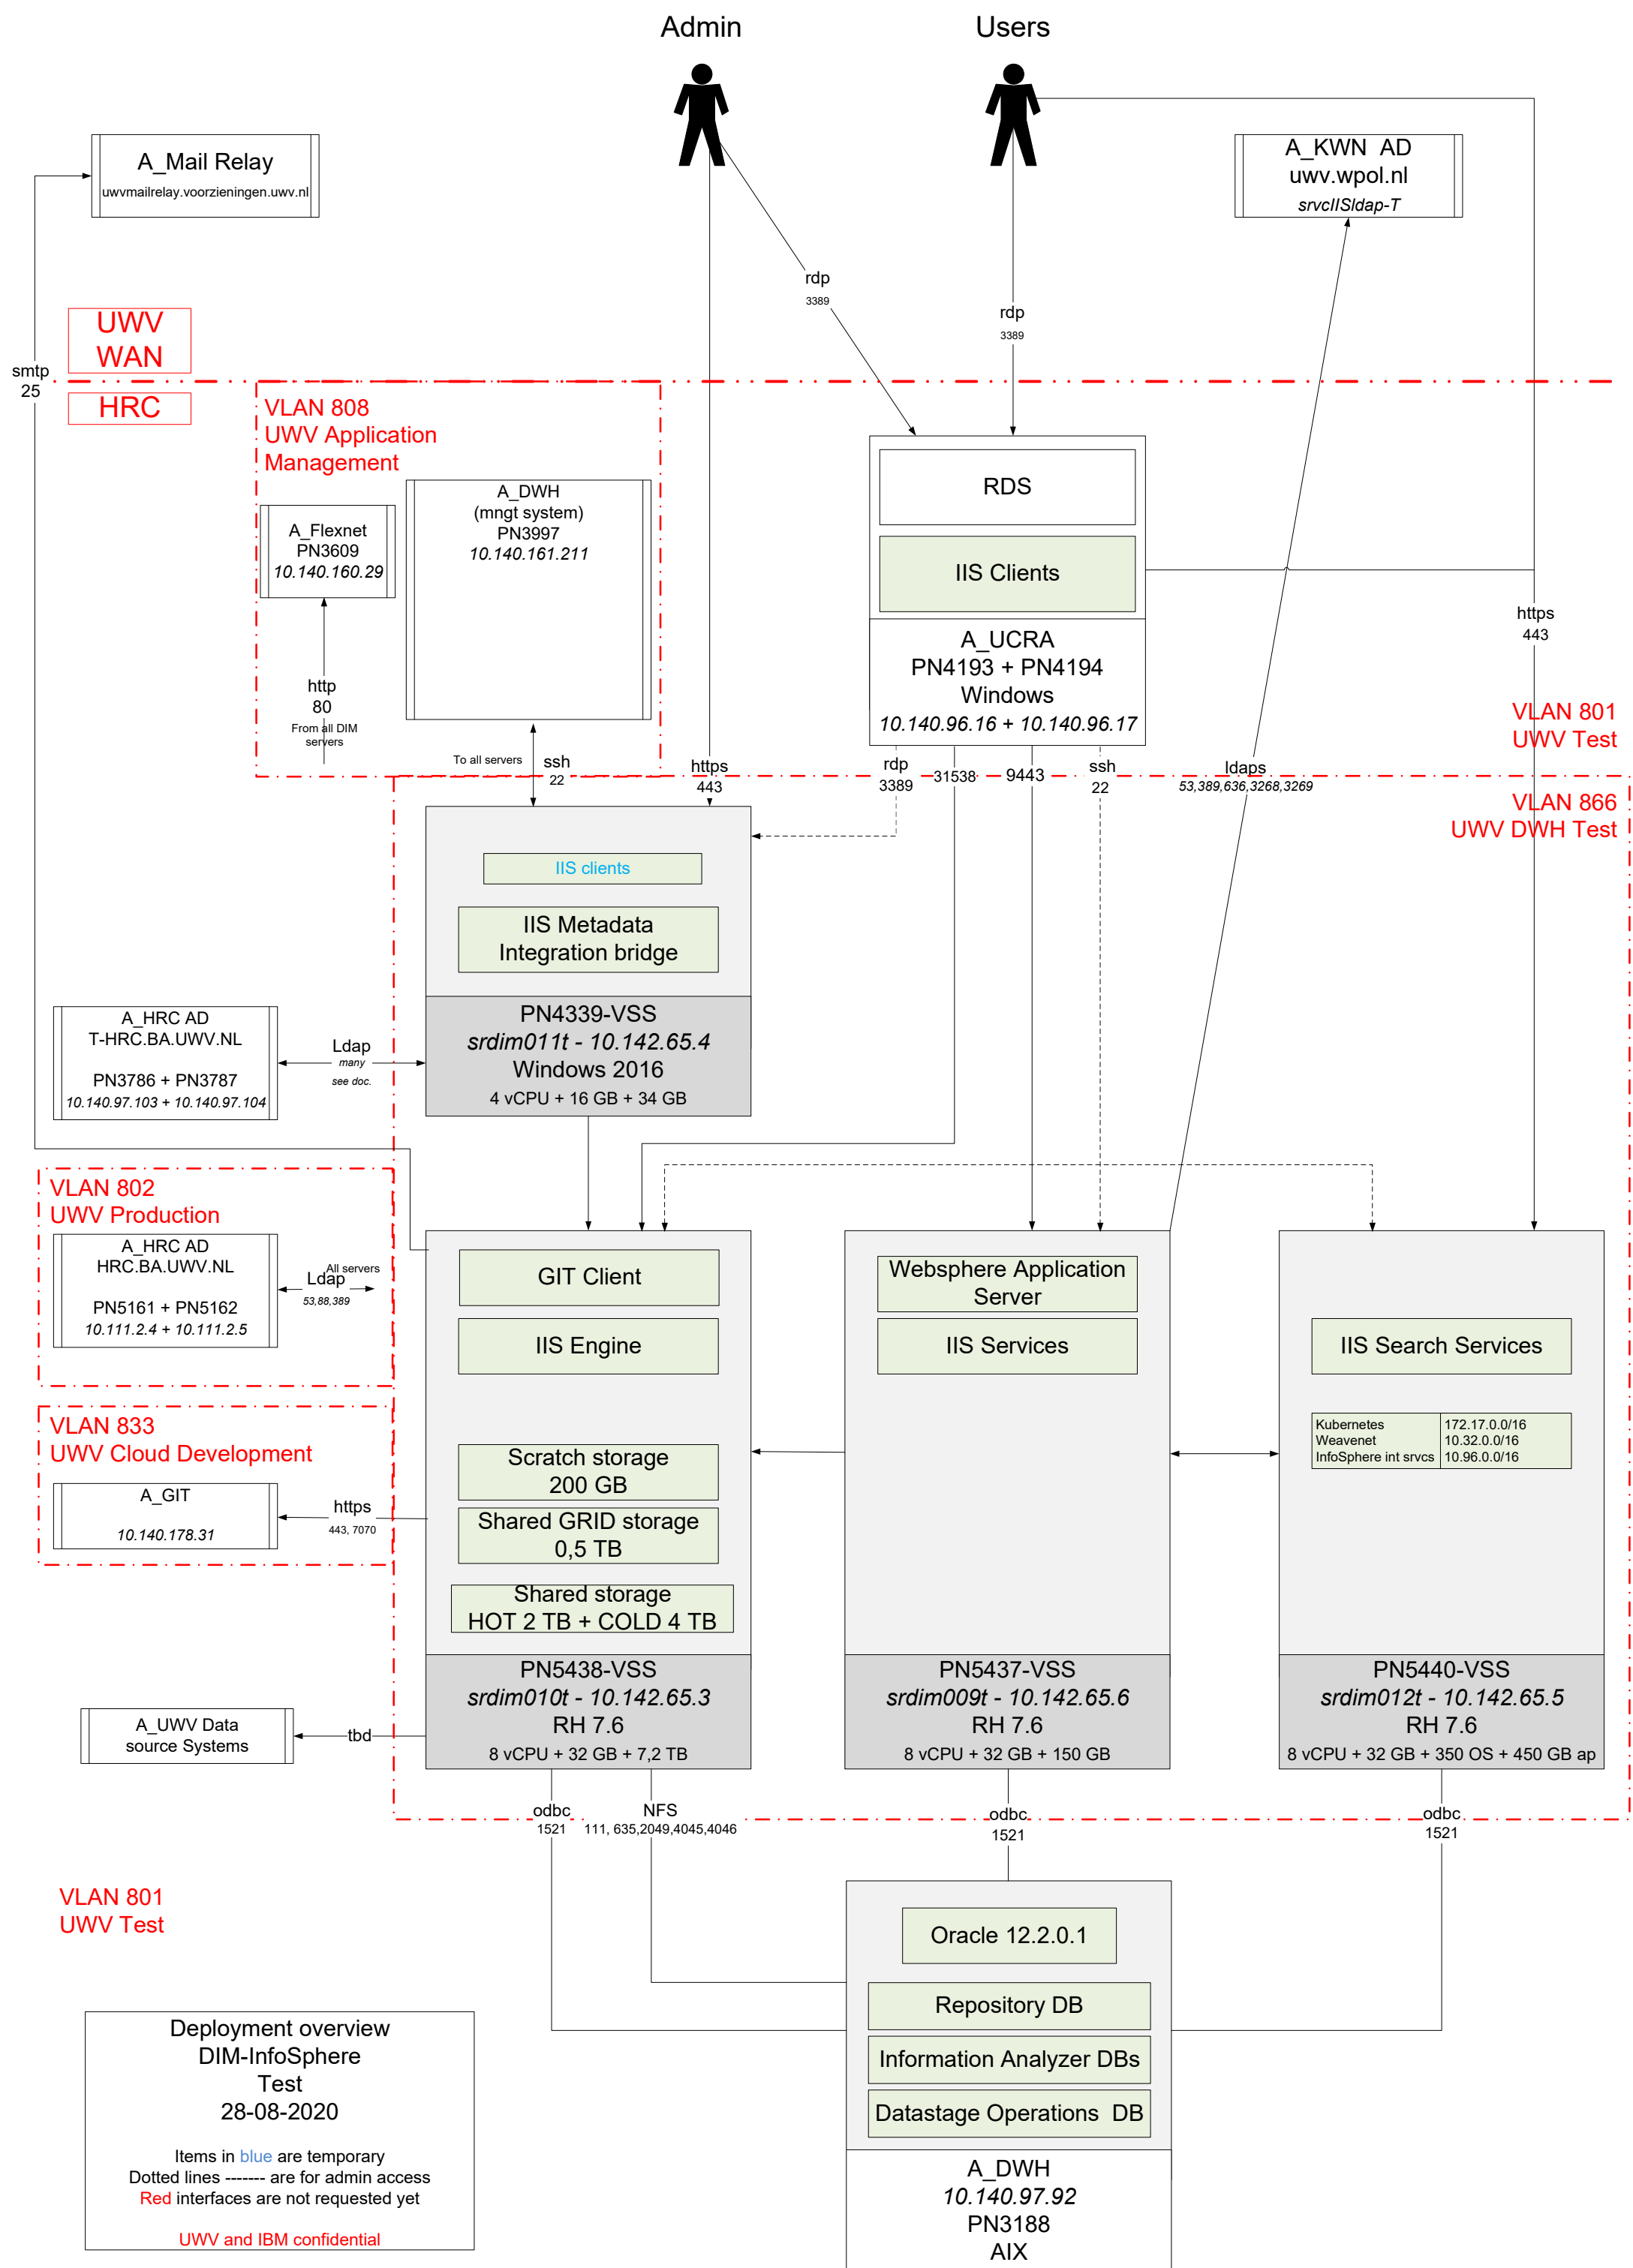 Admin
Users
A_Mail Relay
uwvmailrelay.voorzieningen.uwv.nl
A_KWN  AD
uwv.wpol.nl
srvcIISldap-T
rdp
3389
rdp
3389
UWV
WAN
smtp
25
HRC
VLAN 808
UWV Application
Management
A_Flexnet
PN3609
10.140.160.29
A_DWH
(mngt system)
PN3997
10.140.161.211
http
80
From all DIM
servers
To all servers
ssh
22
https
443
RDS
IIS Clients
A_UCRA
PN4193 + PN4194
Windows
10.140.96.16 + 10.140.96.17
https
443
VLAN 801
UWV Test
rdp
3389
31538
9443
ssh
22
ldaps
53,389,636,3268,3269
VLAN 866
UWV DWH Test
IIS clients
IIS Metadata
Integration bridge
PN4339-VSS
srdim011t - 10.142.65.4
Windows 2016
4 vCPU + 16 GB + 34 GB
A_HRC AD
T-HRC.BA.UWV.NL
PN3786 + PN3787
10.140.97.103 + 10.140.97.104
Ldap
many
see doc.
VLAN 802
UWV Production
A_HRC AD
HRC.BA.UWV.NL
PN5161 + PN5162
10.111.2.4 + 10.111.2.5
All servers
Ldap
53,88,389
VLAN 833
UWV Cloud Development
A_GIT
10.140.178.31
https
443, 7070
GIT Client
IIS Engine
Scratch storage
200 GB
Shared GRID storage
0,5 TB
Shared storage
HOT 2 TB + COLD 4 TB
PN5438-VSS
srdim010t - 10.142.65.3
RH 7.6
8 vCPU + 32 GB + 7,2 TB
Websphere Application
Server
IIS Services
PN5437-VSS
srdim009t - 10.142.65.6
RH 7.6
8 vCPU + 32 GB + 150 GB
IIS Search Services
Kubernetes 172.17.0.0/16
Weavenet 10.32.0.0/16
InfoSphere int srvcs 10.96.0.0/16
PN5440-VSS
srdim012t - 10.142.65.5
RH 7.6
8 vCPU + 32 GB + 350 OS + 450 GB ap
A_UWV Data
source Systems
tbd
odbc
1521
NFS
111, 635,2049,4045,4046
odbc
1521
odbc
1521
VLAN 801
UWV Test
Oracle 12.2.0.1
Repository DB
Information Analyzer DBs
Datastage Operations  DB
A_DWH
10.140.97.92
PN3188
AIX
Deployment overview
DIM-InfoSphere
Test
28-08-2020
Items in blue are temporary
Dotted lines ------- are for admin access
Red interfaces are not requested yet
UWV and IBM confidential